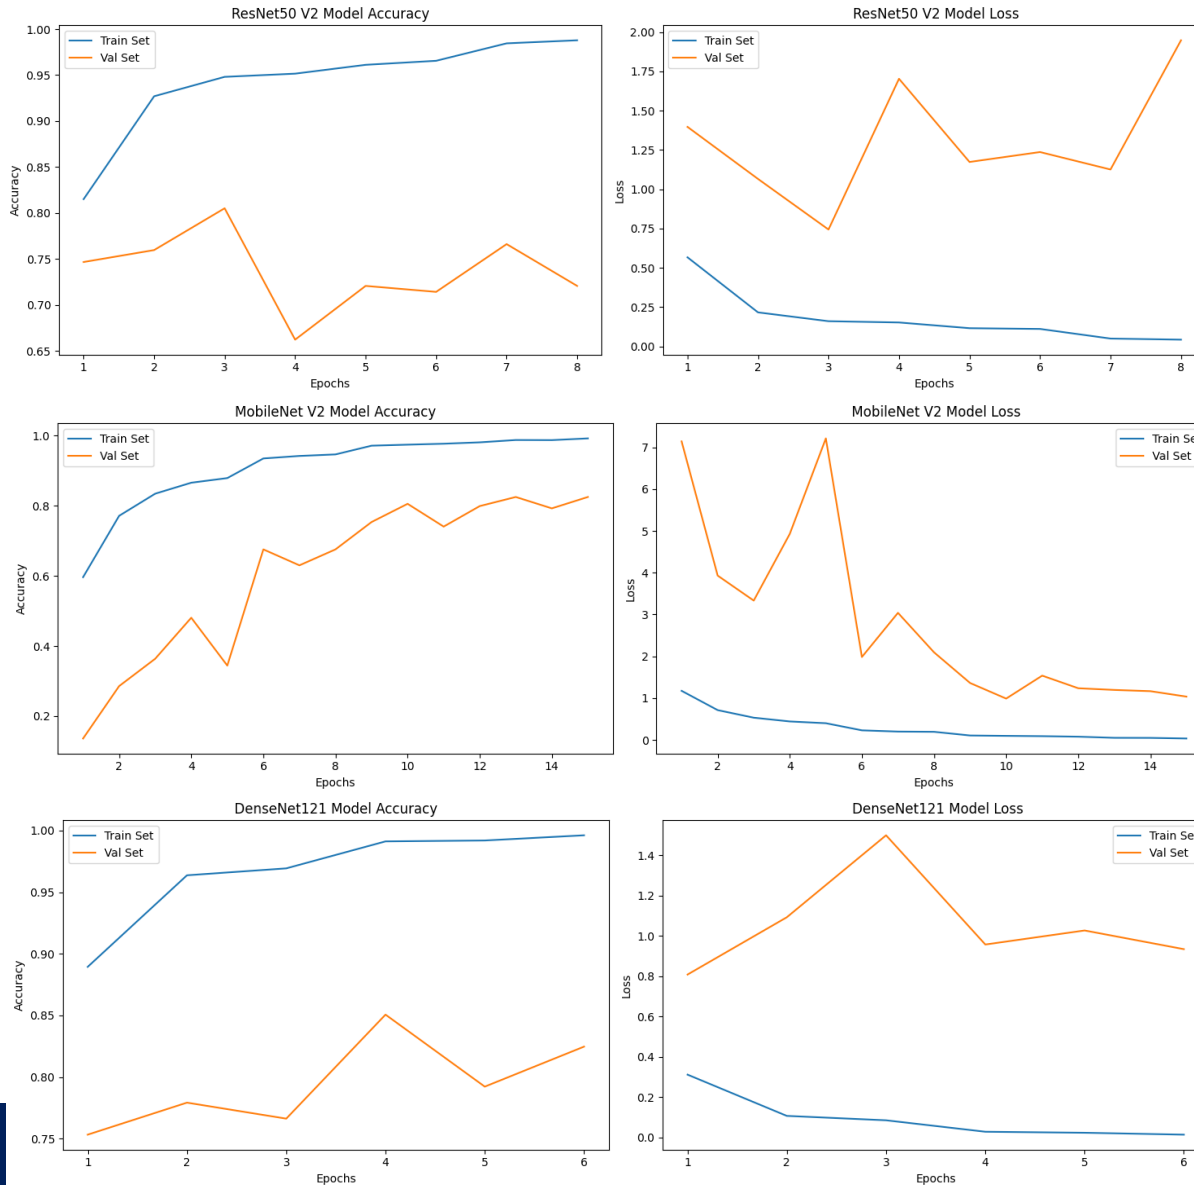 ResNet50 V2 Model Accuracy
Train Set
Val Set
1.00
0.95
0.90
0.85
0.80
0.75
0.70
0.65
Accuracy
1 2 3 4 5 6 7 8
Epochs
ResNet50 V2 Model Loss
Train Set
Val Set
2.00
1.75
1.50
1.25
1.00
0.75
0.50
0.25
0.00
Loss
1 2 3 4 5 6 7 8
Epochs
MobileNet V2 Model Accuracy
Train Set
Val Set
1.0
0.8
0.6
0.4
0.2
Accuracy
2 4 6 8 10 12 14
Epochs
MobileNet V2 Model Loss
Train Se
Val Set
7
6
5
4
3
2
1
0
Loss
2 4 6 8 10 12 14
Epochs
DenseNet121 Model Accuracy
Train Set
Val Set
1.00
0.95
0.90
0.85
0.80
0.75
Accuracy
1 2 3 4 5 6
Epochs
DenseNet121 Model Loss
Train Se
Val Set
1.4
1.2
1.0
0.8
0.6
0.4
0.2
0.0
Loss
1 2 3 4 5 6
Epochs